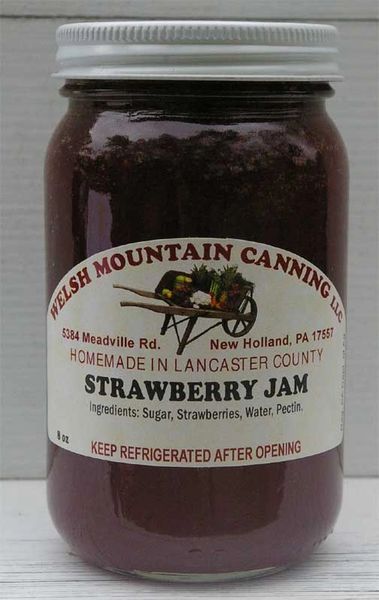 WELSH MOUNTAIN CANNING LLC
5384 Meadville Rd. New Holland, PA 17557
HOMEMADE IN LANCASTER COUNTY
STRAWBERRY JAM
Ingredients: Sugar, Strawberries, Water, Pectin.
8 oz
KEEP REFRIGERATED AFTER OPENING